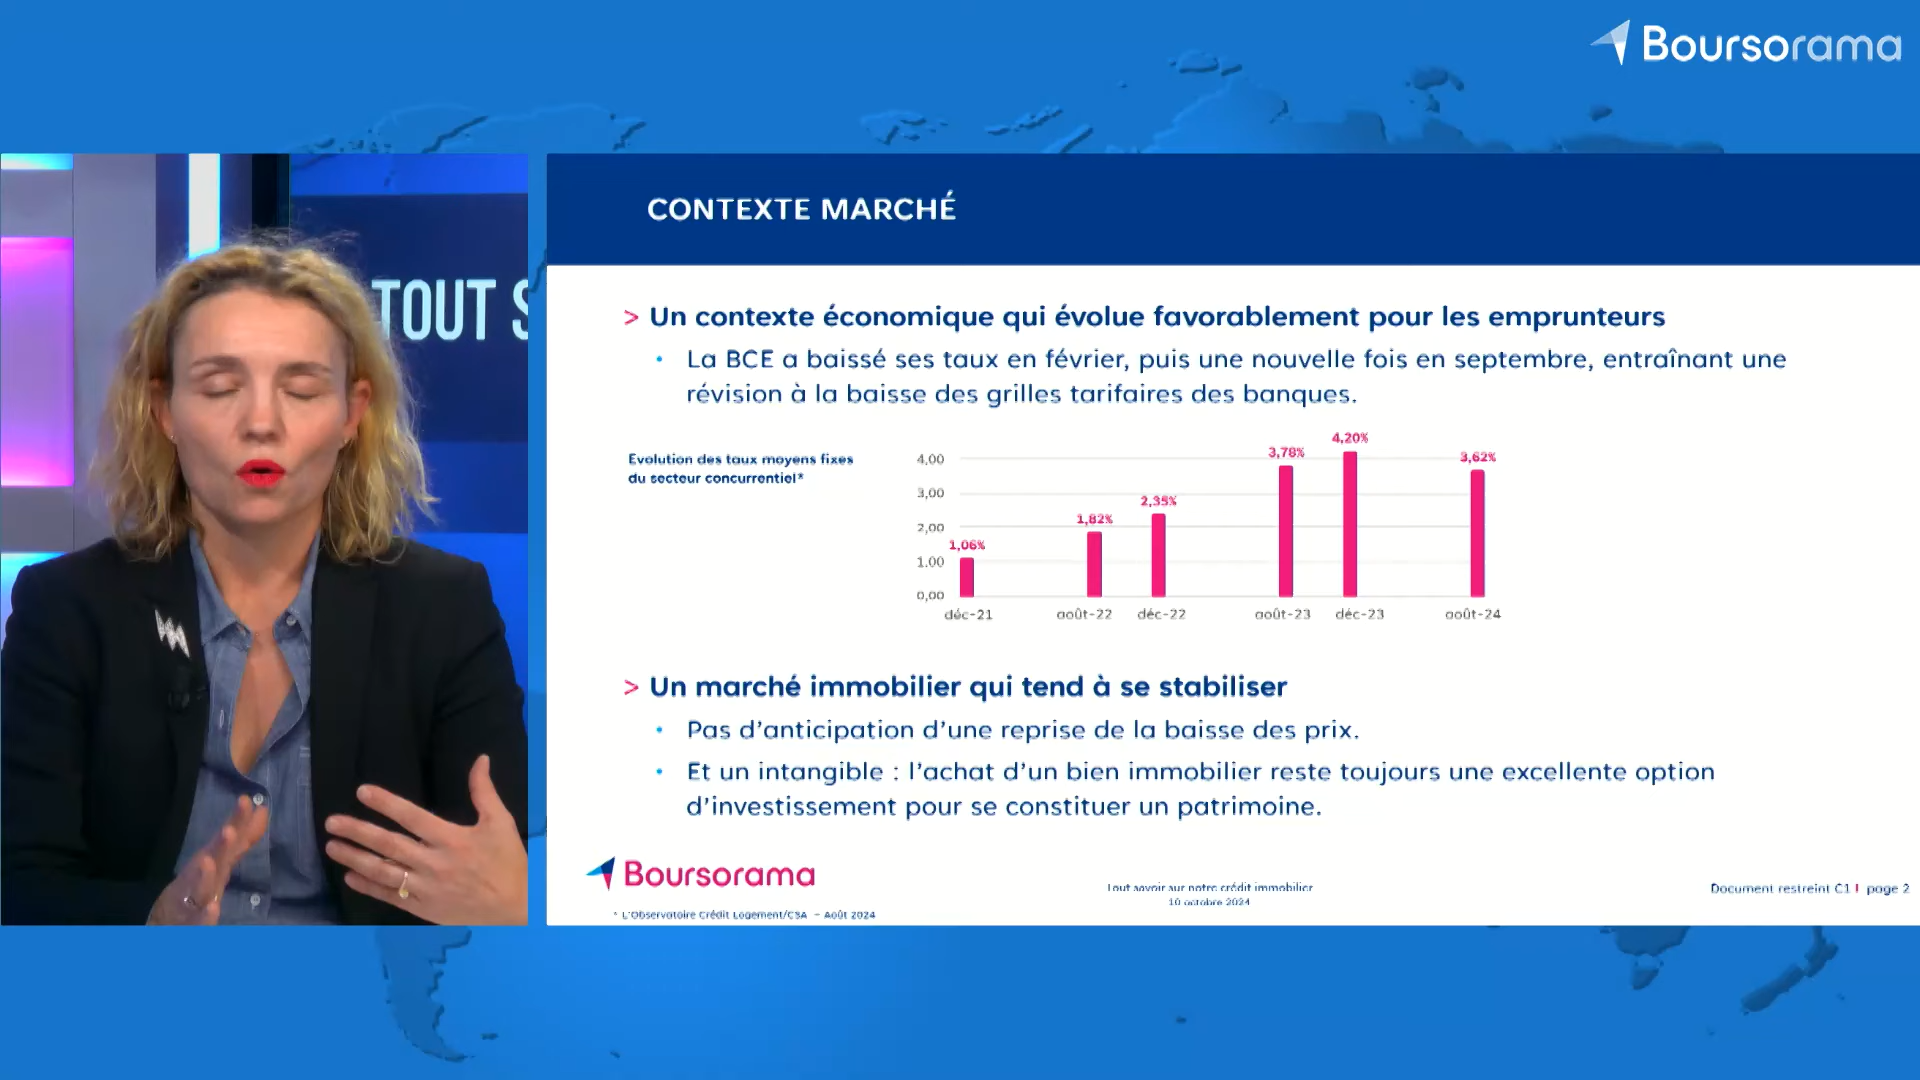 Boursorama
TOUT S
CONTEXTE MARCHÉ
> Un contexte économique qui évolue favorablement pour les emprunteurs
• La BCE a baissé ses taux en février, puis une nouvelle fois en septembre, entraînant une
révision à la baisse des grilles tarifaires des banques.
Evolution des taux moyens fixes
du secteur concurrentiel*
4,00
3,00
2,00
1,00
0,00
1,06%
1,82%
2,35%
3,78%
4,20%
3,62%
déc-21
août-22
déc-22
août-23
déc-23
août-24
> Un marché immobilier qui tend à se stabiliser
• Pas d’anticipation d’une reprise de la baisse des prix.
• Et un intangible : l’achat d’un bien immobilier reste toujours une excellente option
d’investissement pour se constituer un patrimoine.
Boursorama
* L'Observatoire Crédit Logement/CSA – Août 2024
Tout savoir sur notre crédit immobilier
10 octobre 2024
Document restreint C1 I page 2